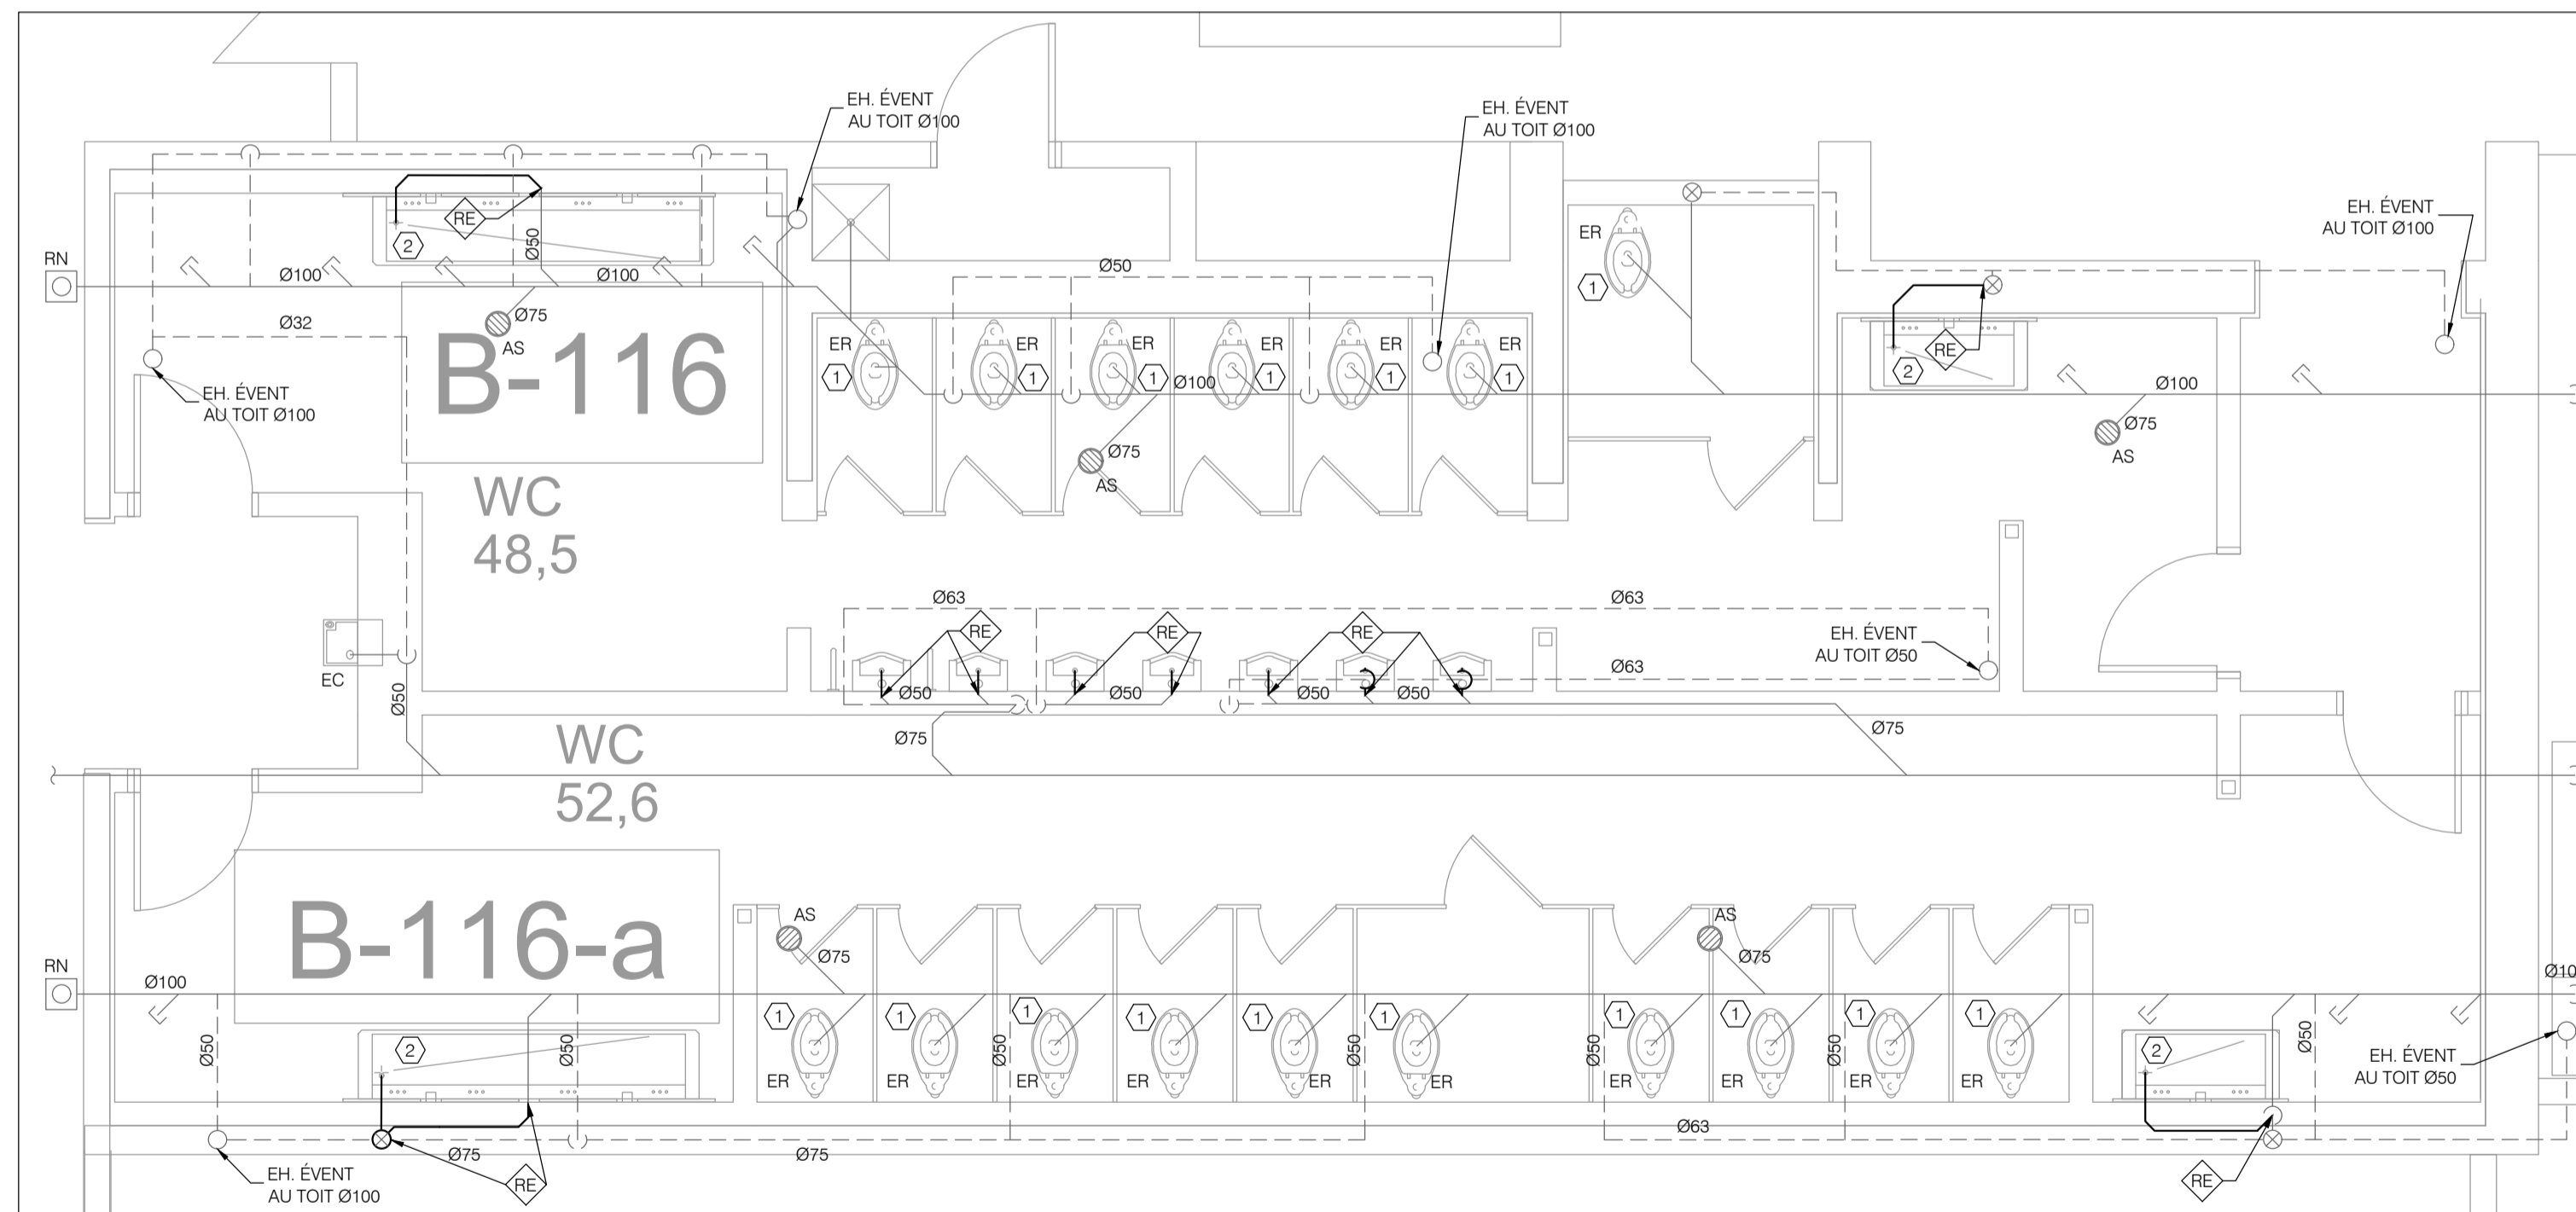 EH. ÉVENT
AU TOIT Ø100
EH. ÉVENT
AU TOIT Ø100
EH. ÉVENT
AU TOIT Ø100
RE
2
Ø50
ER
1
RN
Ø100
Ø100
Ø50
Ø75
AS
Ø32
ER
1
ER
1
ER
1
ER
1
ER
1
ER
1
Ø100
RE
2
Ø100
Ø75
AS
B-116
EH. ÉVENT
AU TOIT Ø100
Ø75
AS
WC
48,5
Ø63
Ø63
RE
RE
RE
EH. ÉVENT
AU TOIT Ø50
Ø63
EC
Ø50
Ø50
Ø50
Ø50
Ø50
Ø75
Ø75
WC
52,6
B-116-a
AS
Ø75
AS
Ø75
RN
Ø100
Ø10
1
1
1
1
1
1
1
1
1
1
Ø50
2
Ø50
Ø50
Ø50
Ø50
Ø50
2
Ø50
EH. ÉVENT
AU TOIT Ø50
ER
ER
ER
ER
ER
ER
ER
ER
ER
ER
Ø63
Ø75
Ø75
EH. ÉVENT
AU TOIT Ø100
RE
RE